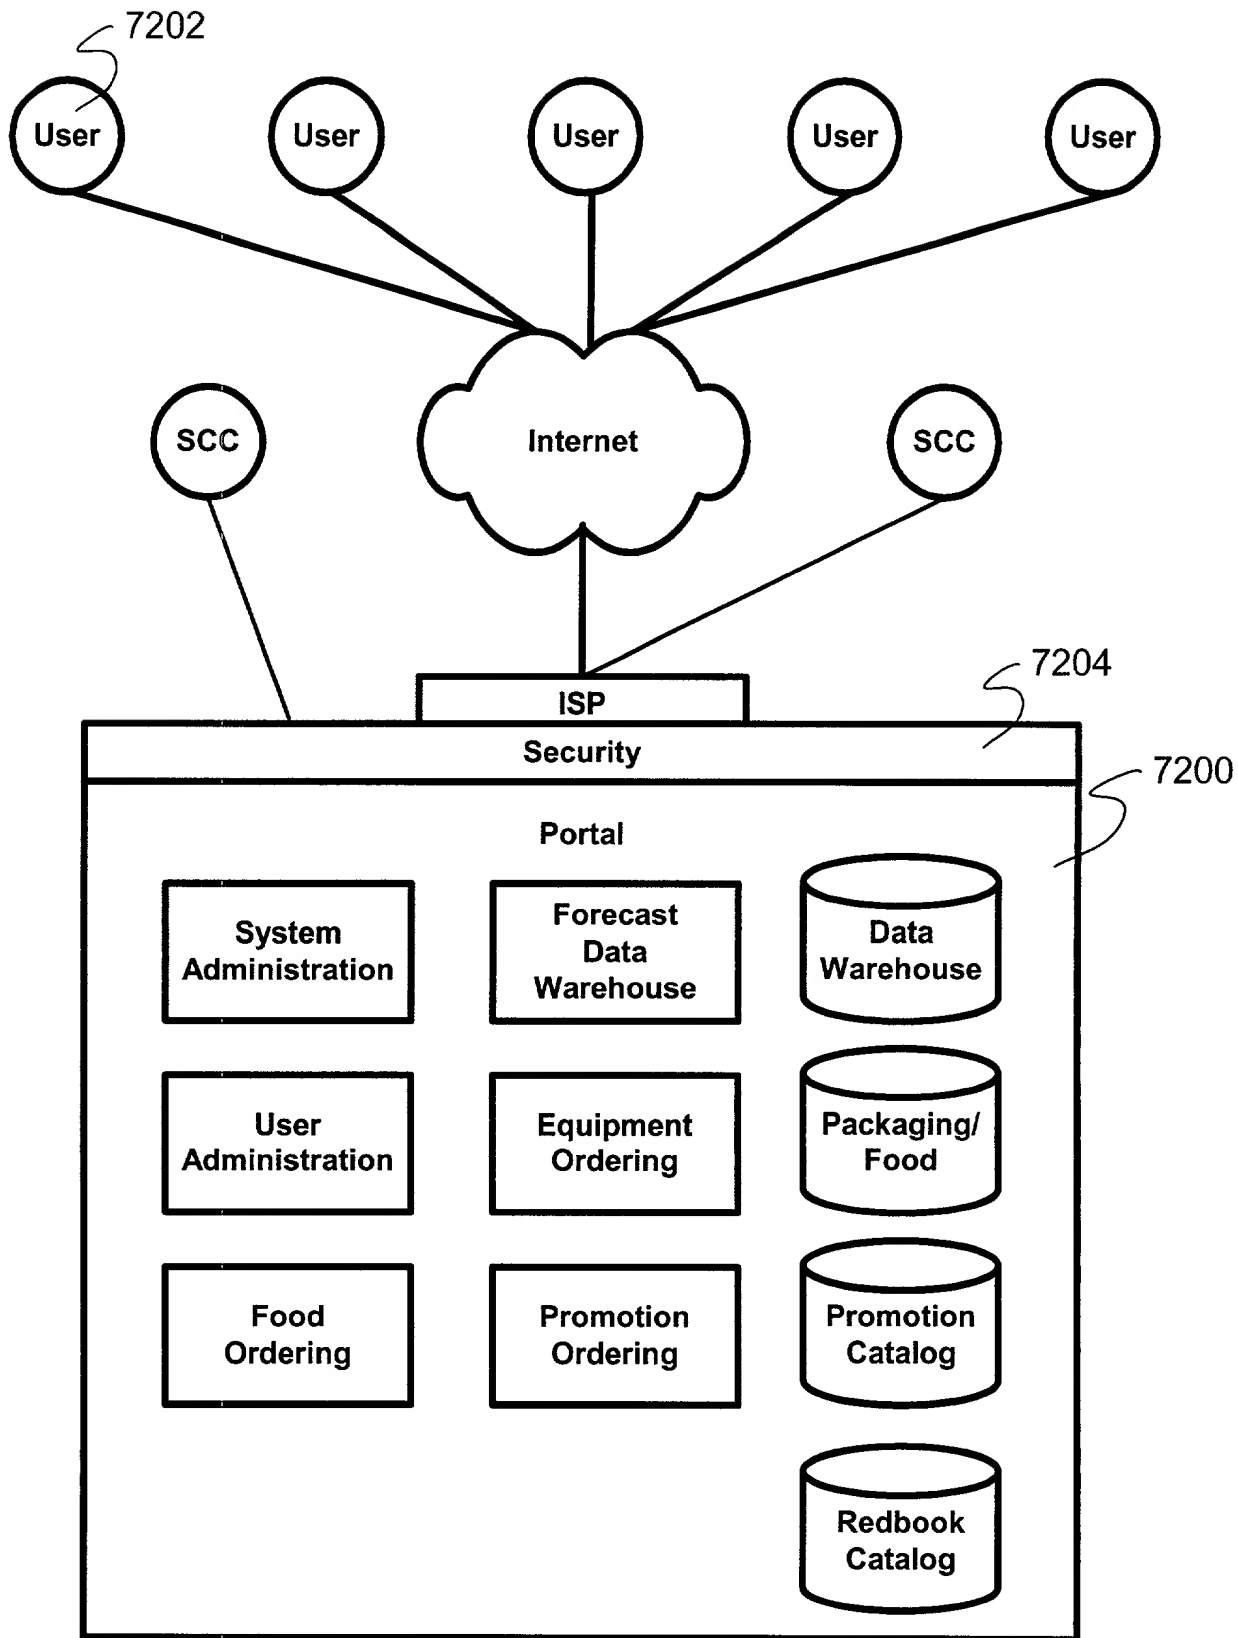 7202
User
User
User
User
User
SCC
Internet
SCC
ISP
7204
Security
7200
Portal
System
Administration
Forecast
Data
Warehouse
Data
Warehouse
User
Administration
Equipment
Ordering
Packaging/
Food
Food
Ordering
Promotion
Ordering
Promotion
Catalog
Redbook
Catalog